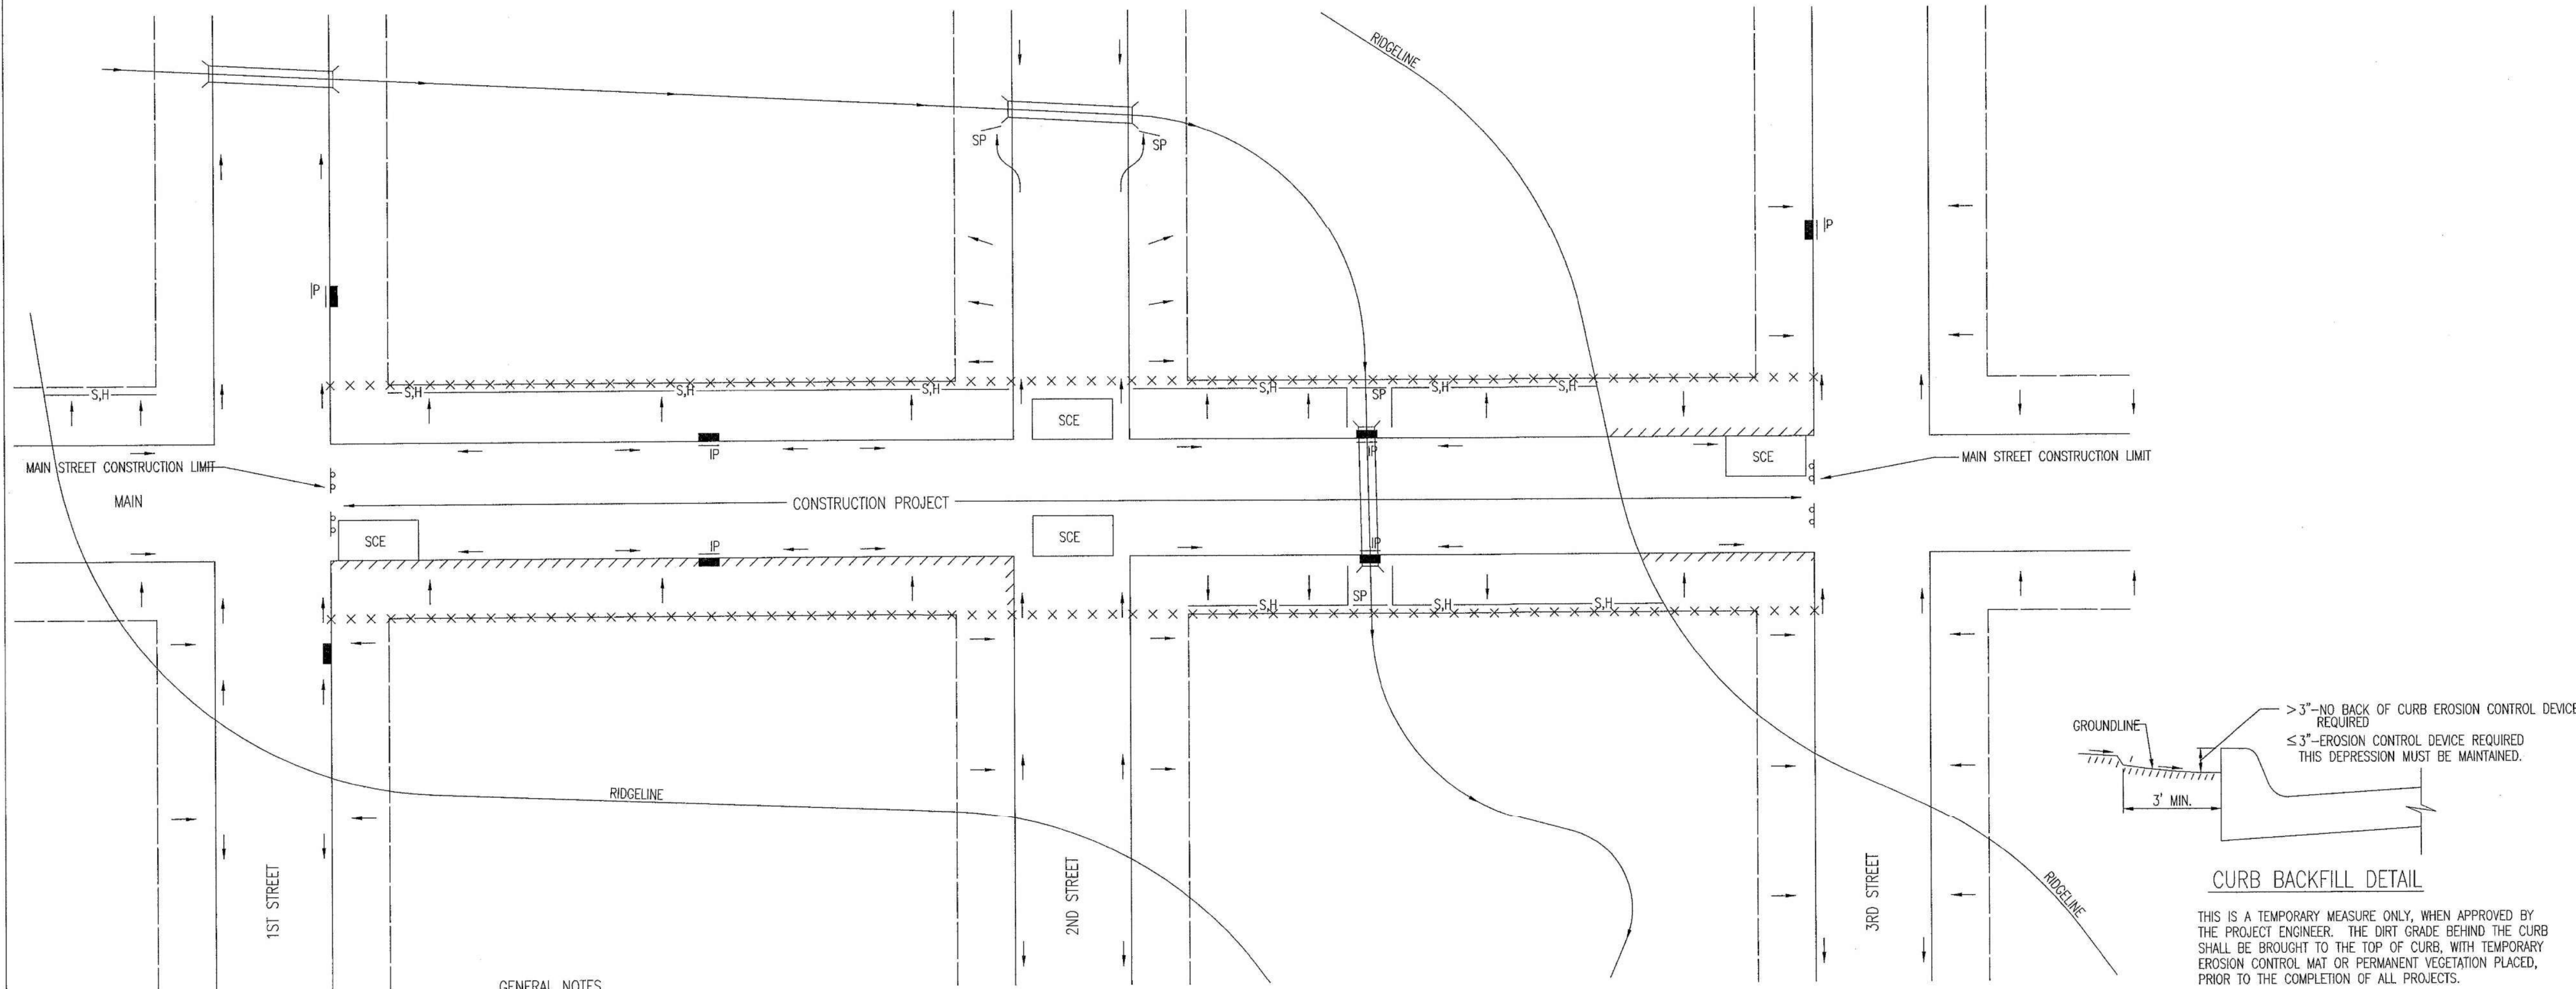 RIDGELINE
SP
SP
IP
IP
S,H
S,H
S,H
S,H
S,H
SP
S,H
S,H
SCE
IP
IP
SCE
MAIN STREET CONSTRUCTION LIMIT
MAIN STREET CONSTRUCTION LIMIT
MAIN
CONSTRUCTION PROJECT
SCE
SCE
IP
IP
S,H
SP
S,H
S,H
RIDGELINE
RIDGELINE
1ST STREET
2ND STREET
3RD STREET
GENERAL NOTES
GROUNDLINE
>3"-NO BACK OF CURB EROSION CONTROL DEVICE
REQUIRED
≤3"-EROSION CONTROL DEVICE REQUIRED
THIS DEPRESSION MUST BE MAINTAINED.
3' MIN.
CURB BACKFILL DETAIL
THIS IS A TEMPORARY MEASURE ONLY, WHEN APPROVED BY
THE PROJECT ENGINEER. THE DIRT GRADE BEHIND THE CURB
SHALL BE BROUGHT TO THE TOP OF CURB, WITH TEMPORARY
EROSION CONTROL MAT OR PERMANENT VEGETATION PLACED,
PRIOR TO THE COMPLETION OF ALL PROJECTS.